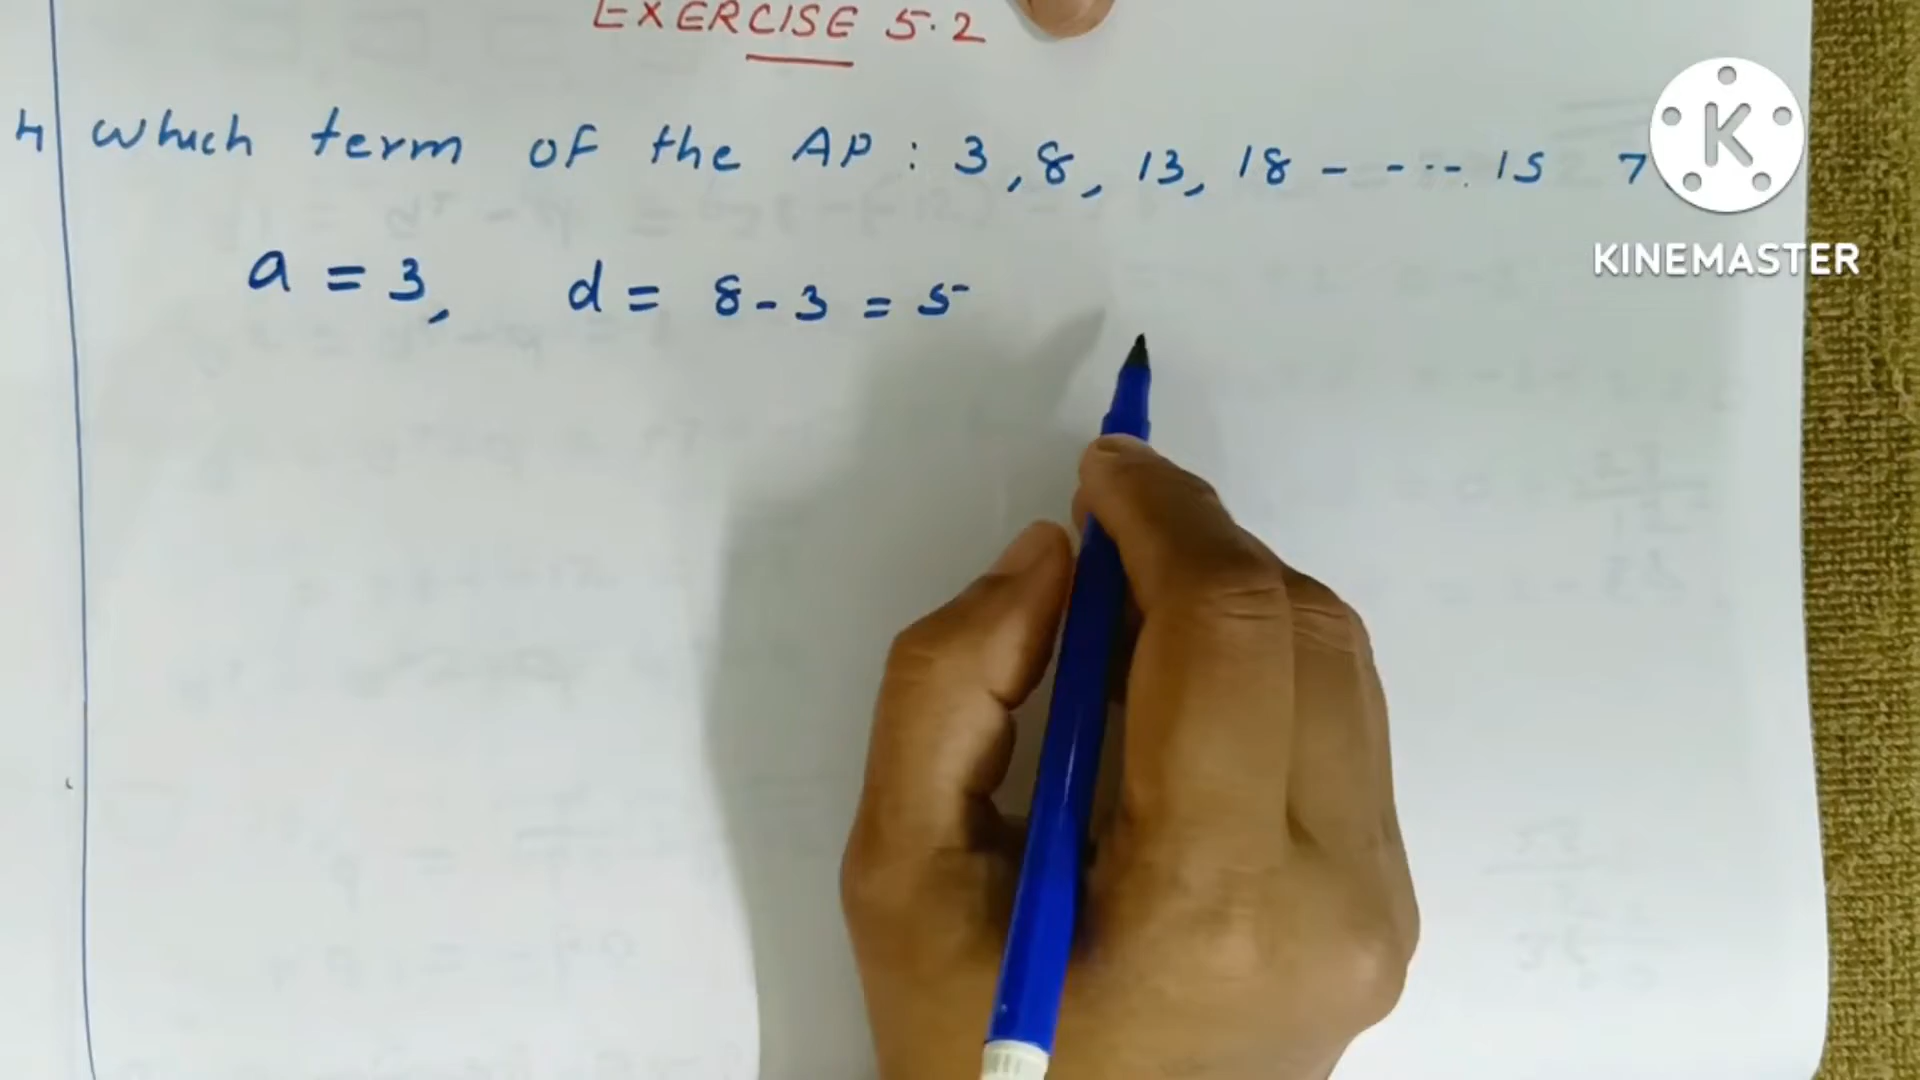 EXERCISE 5.2
4 Which term of the AP : 3, 8, 13, 18 - - --- is 7
a = 3, d = 8 - 3 = 5
K
KINEMASTER